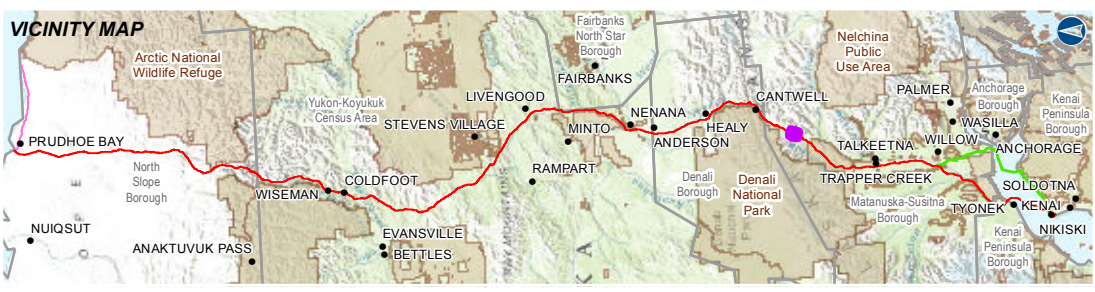 VICINITY MAP
Arctic National
Wildlife Refuge
Fairbanks
North Star
Borough
FAIRBANKS
Nelchina
Public
Use Area
PALMER
Anchorage
Borough
WASILLA
Kenai
Peninsula
Borough
Yukon-Koyukuk
Census Area
LIVENGOOD
STEVENS VILLAGE
NENANA
CANTWELL
PRUDHOE BAY
MINTO
ANDERSON
HEALY
TALKEETNA
WILLOW
ANCHORAGE
North
Slope
Borough
WISEMAN
COLDFOOT
RAMPART
Denali
Borough
Denali
National
Park
TRAPPER CREEK
Matanuska-Susitna
Borough
SOLDOTNA
TYONEK
KENAI
NIKISKI
NUIQSUT
ANAKTUVUK PASS
EVANSVILLE
BETTLES
Kenai
Peninsula
Borough
K A